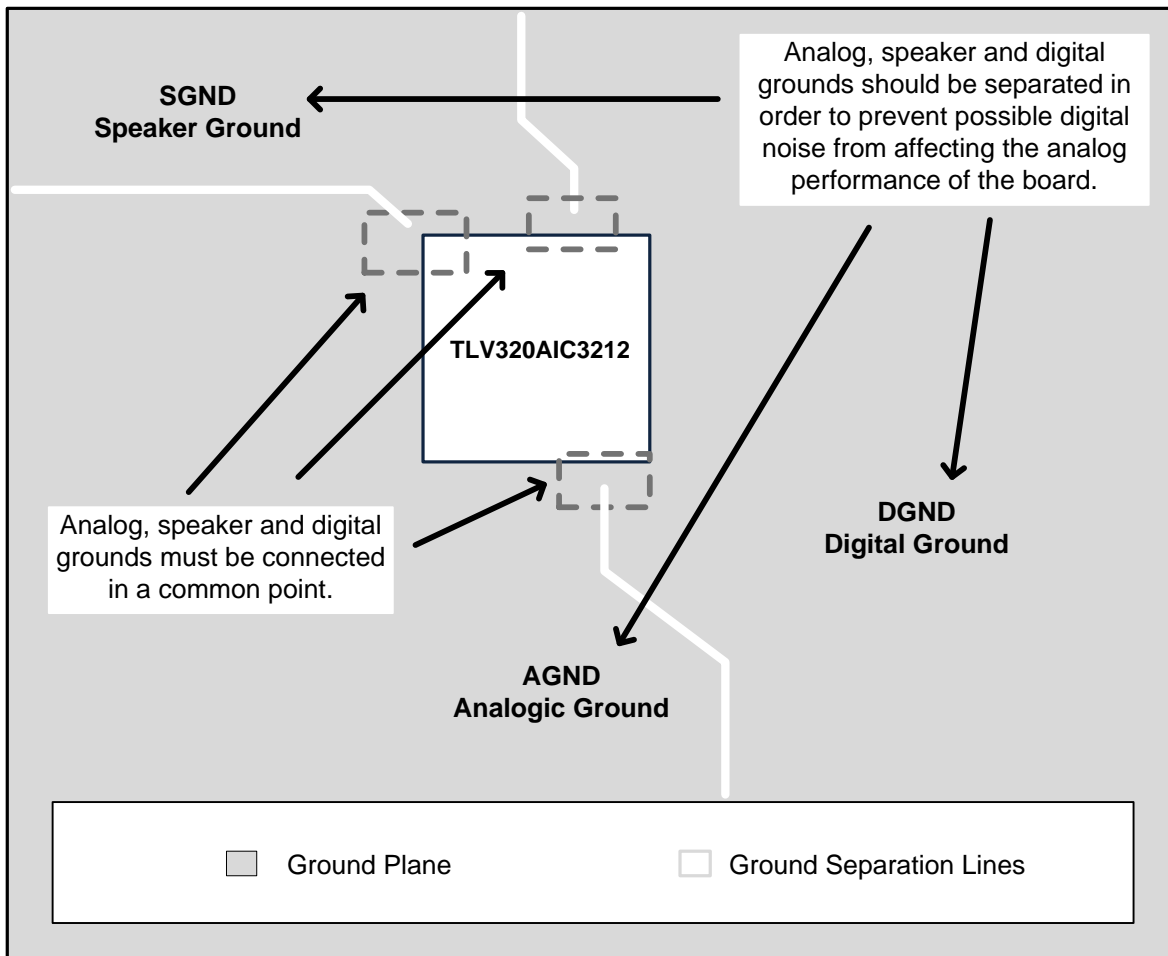 SGND
Speaker Ground
Analog, speaker and digital
grounds should be separated in
order to prevent possible digital
noise from affecting the analog
performance of the board.
TLV320AIC3212
Analog, speaker and digital
grounds must be connected
in a common point.
DGND
Digital Ground
AGND
Analogic Ground
Ground Plane
Ground Separation Lines